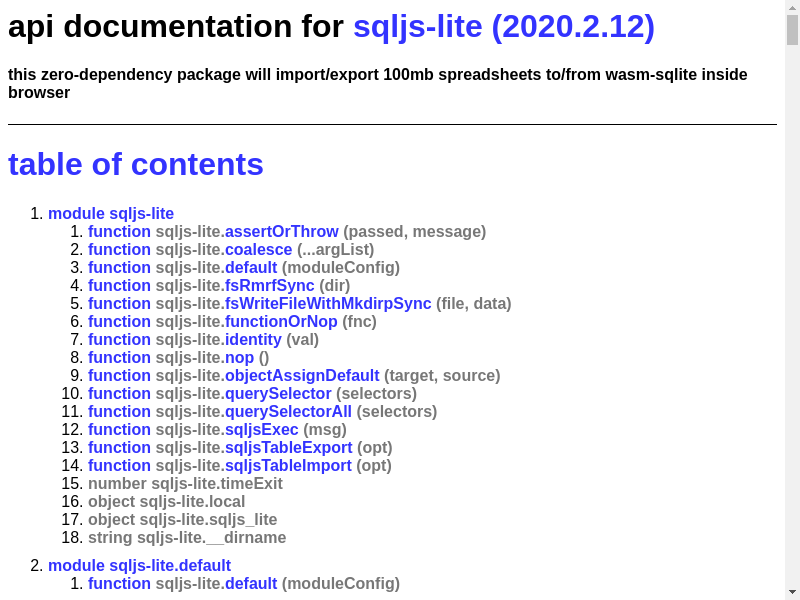 api documentation for sqljs-lite (2020.2.12)
this zero-dependency package will import/export 100mb spreadsheets to/from wasm-sqlite inside
browser
table of contents
1. module sqljs-lite
1. function sqljs-lite.assertOrThrow (passed, message)
2. function sqljs-lite.coalesce (...argList)
3. function sqljs-lite.default (moduleConfig)
4. function sqljs-lite.fsRmrfSync (dir)
5. function sqljs-lite.fsWriteFileWithMkdirpSync (file, data)
6. function sqljs-lite.functionOrNop (fnc)
7. function sqljs-lite.identity (val)
8. function sqljs-lite.nop ()
9. function sqljs-lite.objectAssignDefault (target, source)
10. function sqljs-lite.querySelector (selectors)
11. function sqljs-lite.querySelectorAll (selectors)
12. function sqljs-lite.sqljsExec (msg)
13. function sqljs-lite.sqljsTableExport (opt)
14. function sqljs-lite.sqljsTableImport (opt)
15. number sqljs-lite.timeExit
16. object sqljs-lite.local
17. object sqljs-lite.sqljs_lite
18. string sqljs-lite.__dirname
2. module sqljs-lite.default
1. function sqljs-lite.default (moduleConfig)